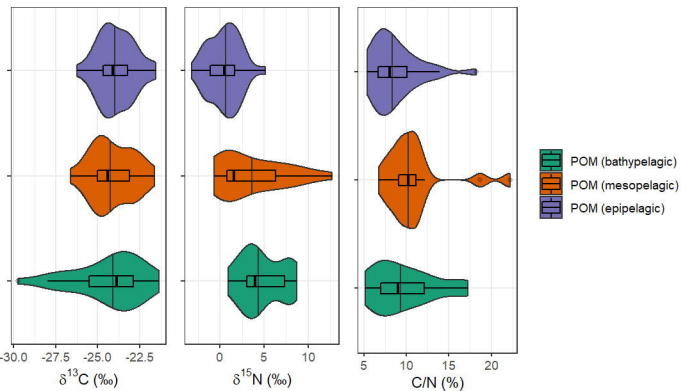 POM (bathypelagic)
POM (mesopelagic)
POM (epipelagic)
-30.0 -27.5 -25.0 -22.5
0 5 10
5 10 15 20
δ13C (‰)
δ15N (‰)
C/N (%)